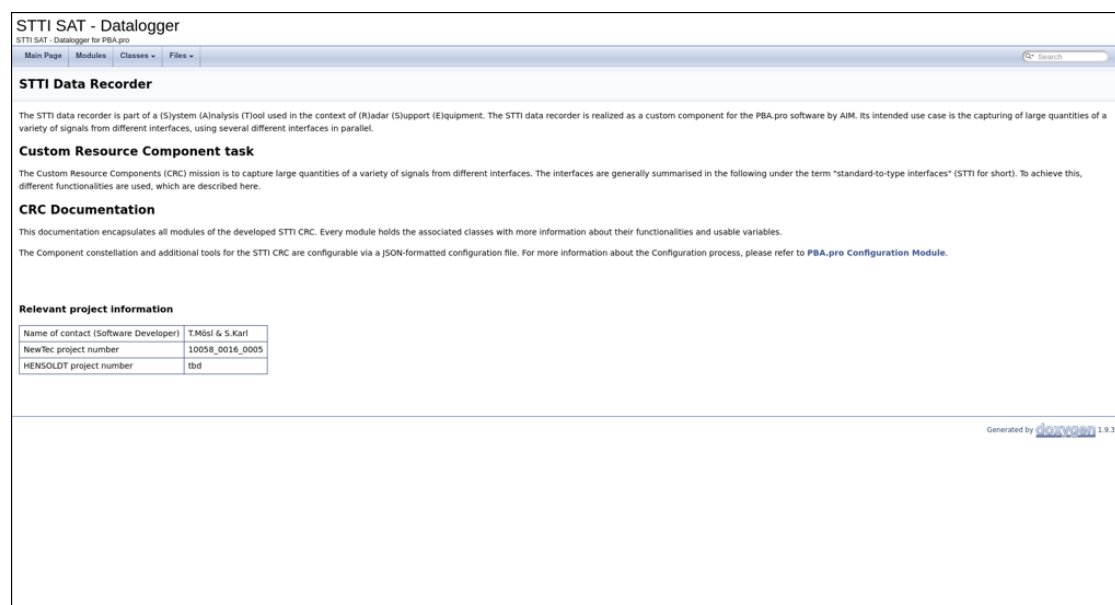 STTI SAT - Datalogger
STTI SAT - Datalogger for PBA.pro
Main Page Modules Classes Files Search
STTI Data Recorder
The STTI data recorder is part of a (S)ystem (A)nalysis (T)ool used in the context of (R)adar (S)upport (E)quipment. The STTI data recorder is realized as a custom component for the PBA.pro software by AIM. Its intended use case is the capturing of large quantities of a
variety of signals from different interfaces, using several different interfaces in parallel.
Custom Resource Component task
The Custom Resource Components (CRC) mission is to capture large quantities of a variety of signals from different interfaces. The interfaces are generally summarised in the following under the term "standard-to-type interfaces" (STTI for short). To achieve this,
different functionalities are used, which are described here.
CRC Documentation
This documentation encapsulates all modules of the developed STTI CRC. Every module holds the associated classes with more information about their functionalities and usable variables.
The Component constellation and additional tools for the STTI CRC are configurable via a JSON-formatted configuration file. For more information about the Configuration process, please refer to PBA.pro Configuration Module.
Relevant project information
Name of contact (Software Developer) T.Mösl & S.Karl
NewTec project number 10058_0016_0005
HENSOLDT project number tbd
Generated by doxygen 1.9.3